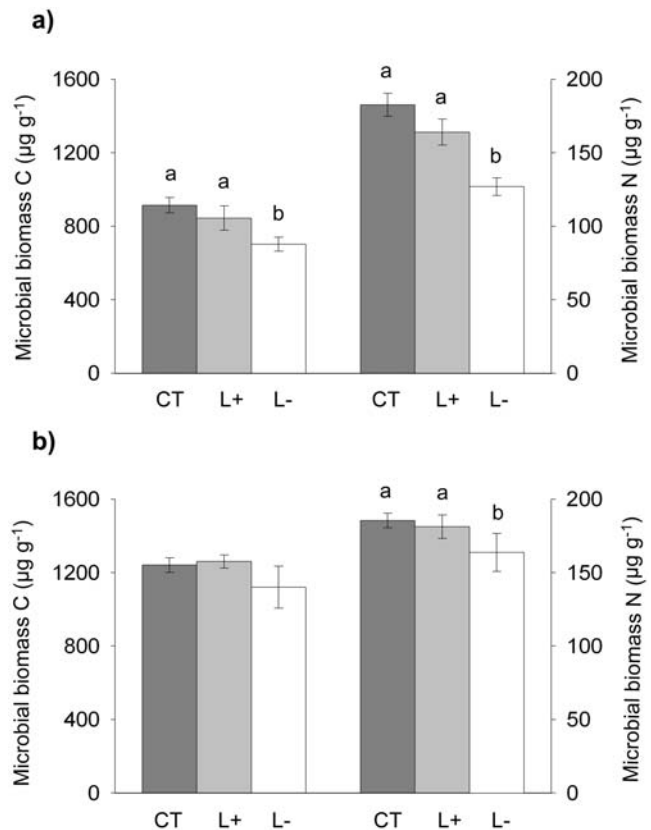 a)
Microbial biomass C (µg g⁻¹)
1600
1200
800
400
0
a
a
b
a
a
b
CT L+ L- CT L+ L-
200
150
100
50
0
Microbial biomass N (µg g⁻¹)
b)
Microbial biomass C (µg g⁻¹)
1600
1200
800
400
0
a
a
b
CT L+ L- CT L+ L-
200
150
100
50
0
Microbial biomass N (µg g⁻¹)